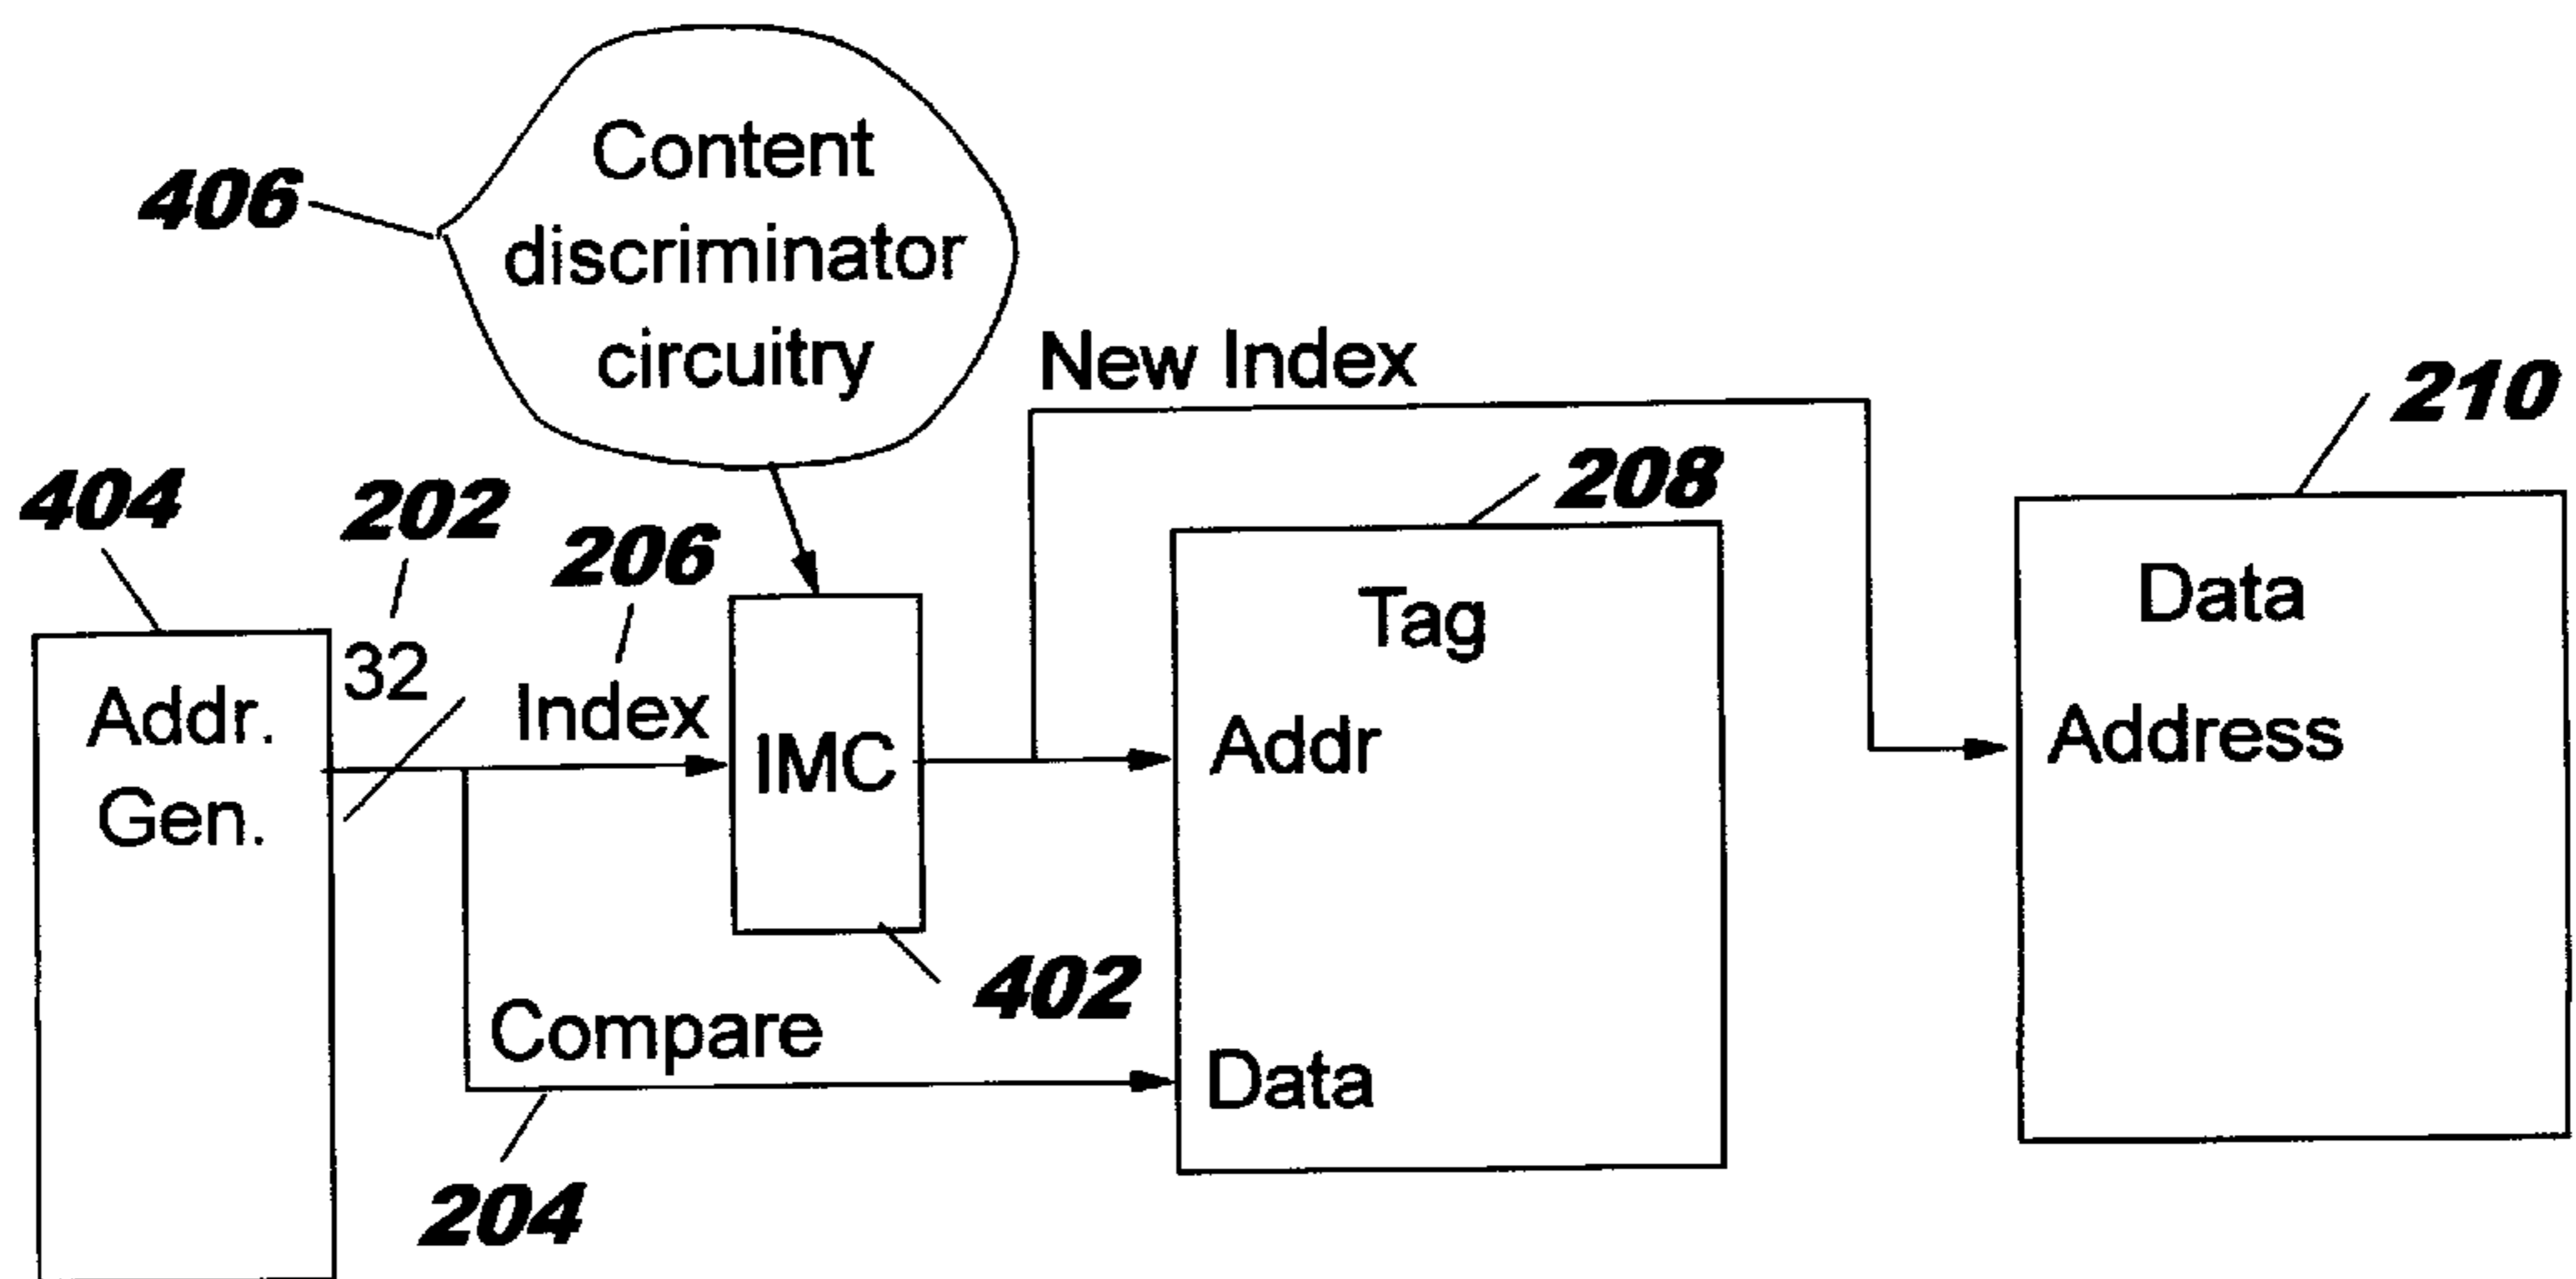 Content
discriminator
circuitry
406
New Index
210
404
202
206
208
32
Addr.
Gen.
Index
IMC
Tag
Addr
Data
Address
402
Compare
Data
204